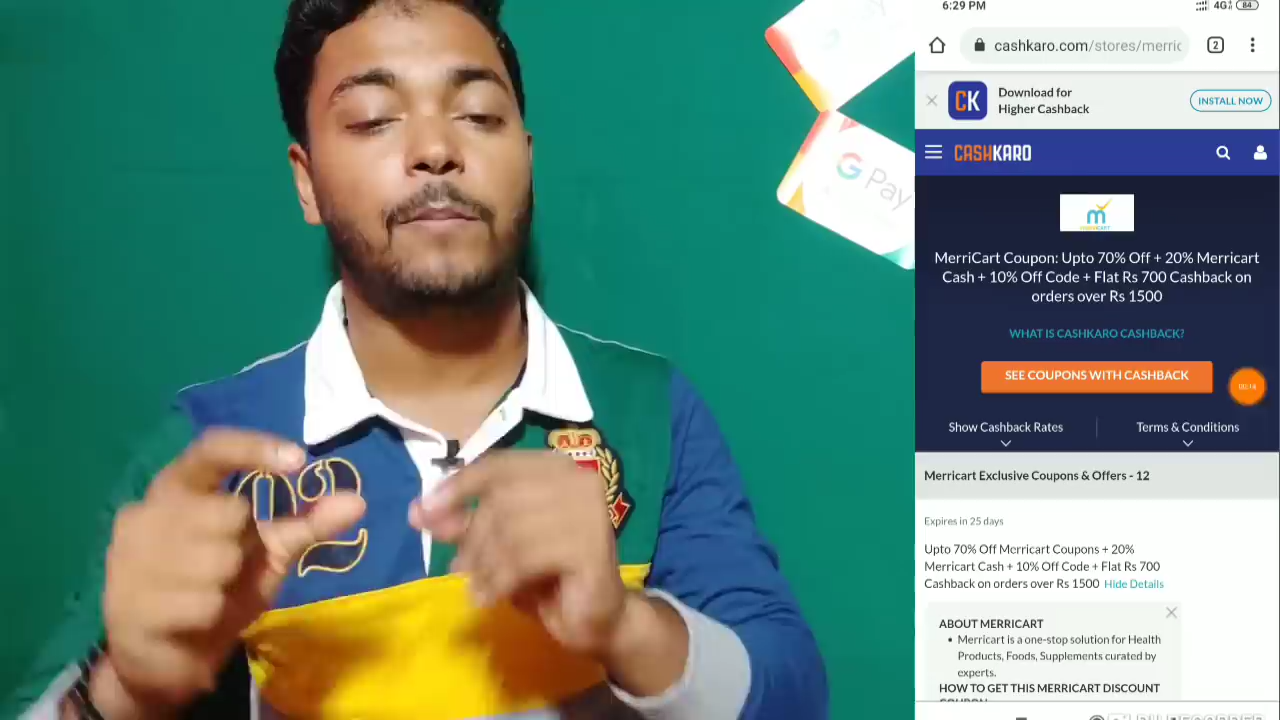 G Pay
6:29 PM
4G
84
cashkaro.com/stores/merric
2
CK
Download for
Higher Cashback
INSTALL NOW
CASHKARO
m
MerriCart Coupon: Upto 70% Off + 20% Merricart
Cash + 10% Off Code + Flat Rs 700 Cashback on
orders over Rs 1500
WHAT IS CASHKARO CASHBACK?
SEE COUPONS WITH CASHBACK
Show Cashback Rates
Terms & Conditions
Merricart Exclusive Coupons & Offers - 12
Expires in 25 days
Upto 70% Off Merricart Coupons + 20%
Merricart Cash + 10% Off Code + Flat Rs 700
Cashback on orders over Rs 1500 Hide Details
ABOUT MERRICART
• Merricart is a one-stop solution for Health
Products, Foods, Supplements curated by
experts.
HOW TO GET THIS MERRICART DISCOUNT